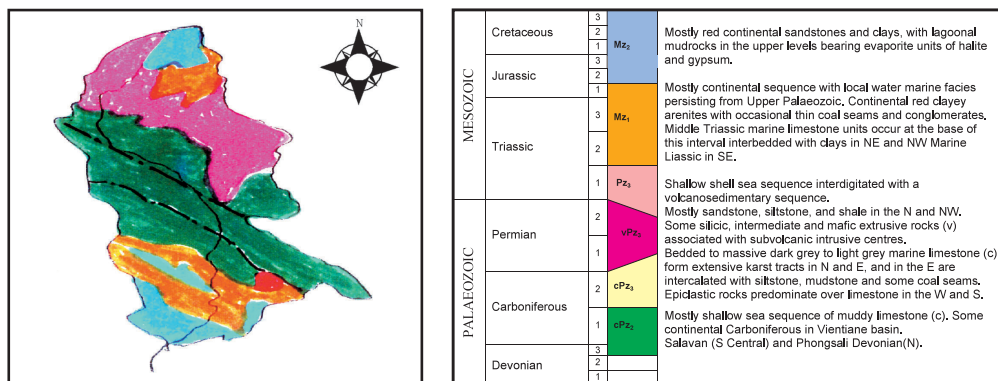 N
MESOZOIC
Cretaceous
3
2
1
Jurassic
3
2
1
Triassic
3
2
1
PALAEOZOIC
Permian
2
1
Carboniferous
2
1
Devonian
3
2
1
Mz2
Mz1
Pz3
vPz3
cPz3
cPz2
Mostly red continental sandstones and clays, with lagoonal
mudrocks in the upper levels bearing evaporite units of halite
and gypsum.
Mostly continental sequence with local water marine facies
persisting from Upper Palaeozoic. Continental red clayey
arenites with occasional thin coal seams and conglomerates.
Middle Triassic marine limestone units occur at the base of
this interval interbedded with clays in NE and NW Marine
Liassic in SE.
Shallow shell sea sequence interdigitated with a
volcanosedimentary sequence.
Mostly sandstone, siltstone, and shale in the N and NW.
Some silicic, intermediate and mafic extrusive rocks (v)
associated with subvolcanic intrusive centres.
Bedded to massive dark grey to light grey marine limestone (c)
form extensive karst tracts in N and E, and in the E are
intercalated with siltstone, mudstone and some coal seams.
Epiclastic rocks predominate over limestone in the W and S.
Mostly shallow sea sequence of muddy limestone (c). Some
continental Carboniferous in Vientiane basin.
Salavan (S Central) and Phongsali Devonian(N).